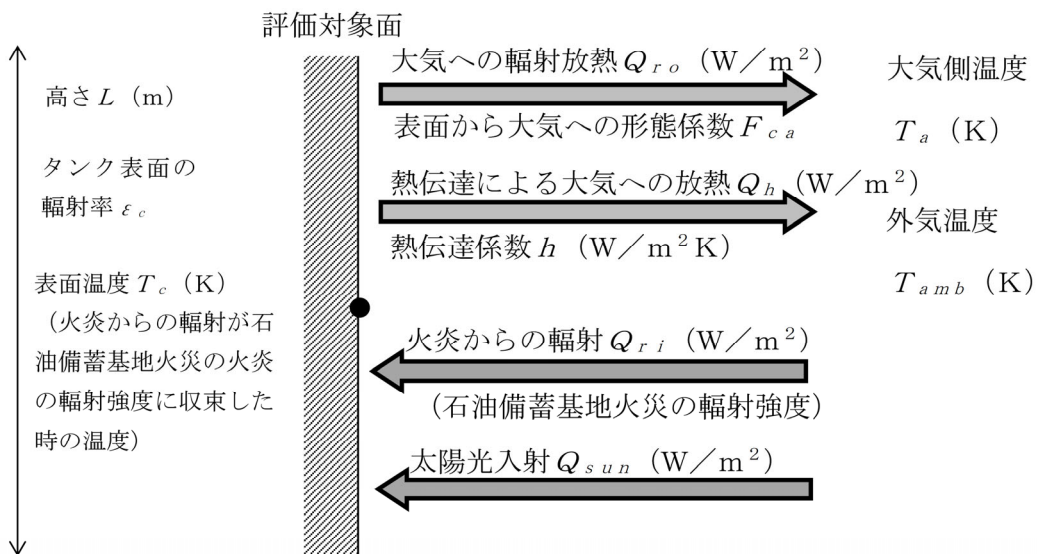 評価対象面
高さL（m）
タンク表面の
輻射率εc
表面温度Tc（K）
（火炎からの輻射が石
油備蓄基地火災の火炎
の輻射強度に収束した
時の温度）
大気への輻射放熱Qro（W／m²）
表面から大気への形態係数Fca
熱伝達による大気への放熱Qh（W／m²）
熱伝達係数h（W／m²K）
火炎からの輻射Qri（W／m²）
（石油備蓄基地火災の輻射強度）
太陽光入射Qsun（W／m²）
大気側温度
Ta（K）
外気温度
Tamb（K）